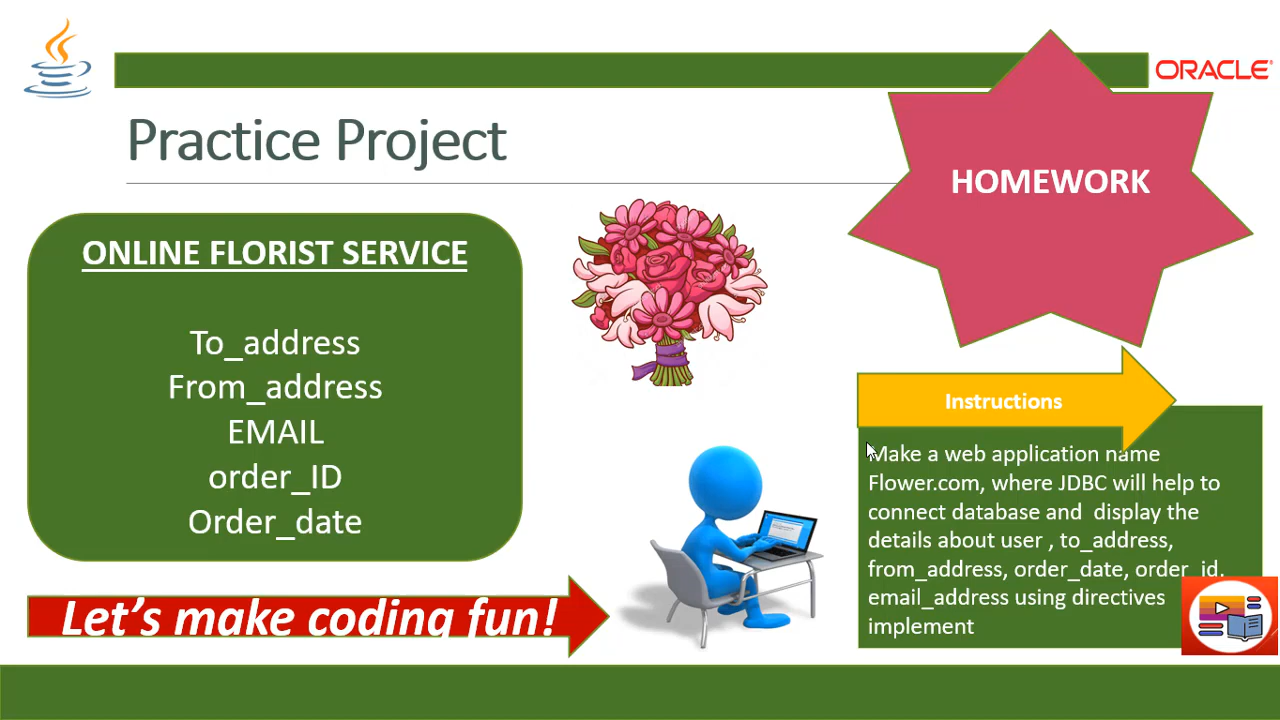 ORACLE
Practice Project
HOMEWORK
ONLINE FLORIST SERVICE
To_address
From_address
EMAIL
order_ID
Order_date
Let's make coding fun!
Instructions
Make a web application name
Flower.com, where JDBC will help to
connect database and display the
details about user , to_address,
from_address, order_date, order_id,
email_address using directives
implement